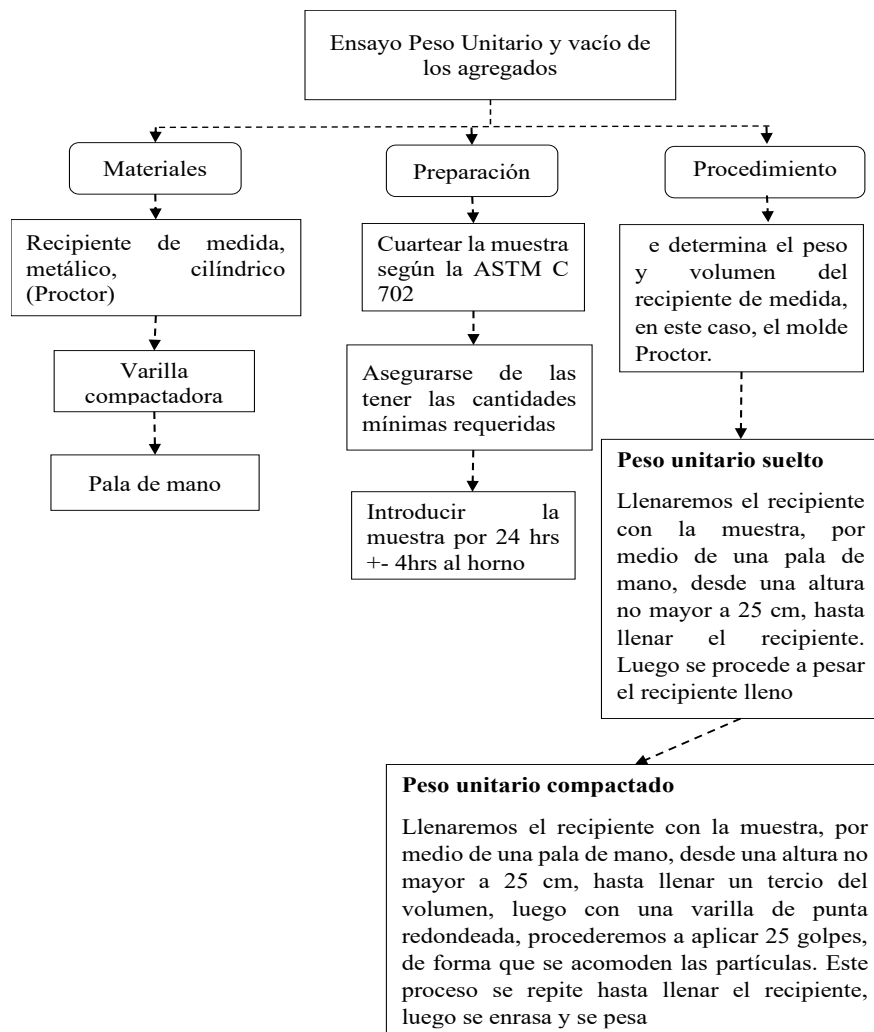 Ensayo Peso Unitario y vacío de
los agregados
Materiales
Recipiente de medida,
metálico, cilíndrico
(Proctor)
Varilla
compactadora
Pala de mano
Preparación
Cuartear la muestra
según la ASTM C
702
Asegurarse de las
tener las cantidades
mínimas requeridas
Introducir la
muestra por 24 hrs
+- 4hrs al horno
Procedimiento
e determina el peso
y volumen del
recipiente de medida,
en este caso, el molde
Proctor.
Peso unitario suelto
Llenaremos el recipiente
con la muestra, por
medio de una pala de
mano, desde una altura
no mayor a 25 cm, hasta
llenar el recipiente.
Luego se procede a pesar
el recipiente lleno
Peso unitario compactado
Llenaremos el recipiente con la muestra, por
medio de una pala de mano, desde una altura no
mayor a 25 cm, hasta llenar un tercio del
volumen, luego con una varilla de punta
redondeada, procederemos a aplicar 25 golpes,
de forma que se acomoden las partículas. Este
proceso se repite hasta llenar el recipiente,
luego se enrasa y se pesa